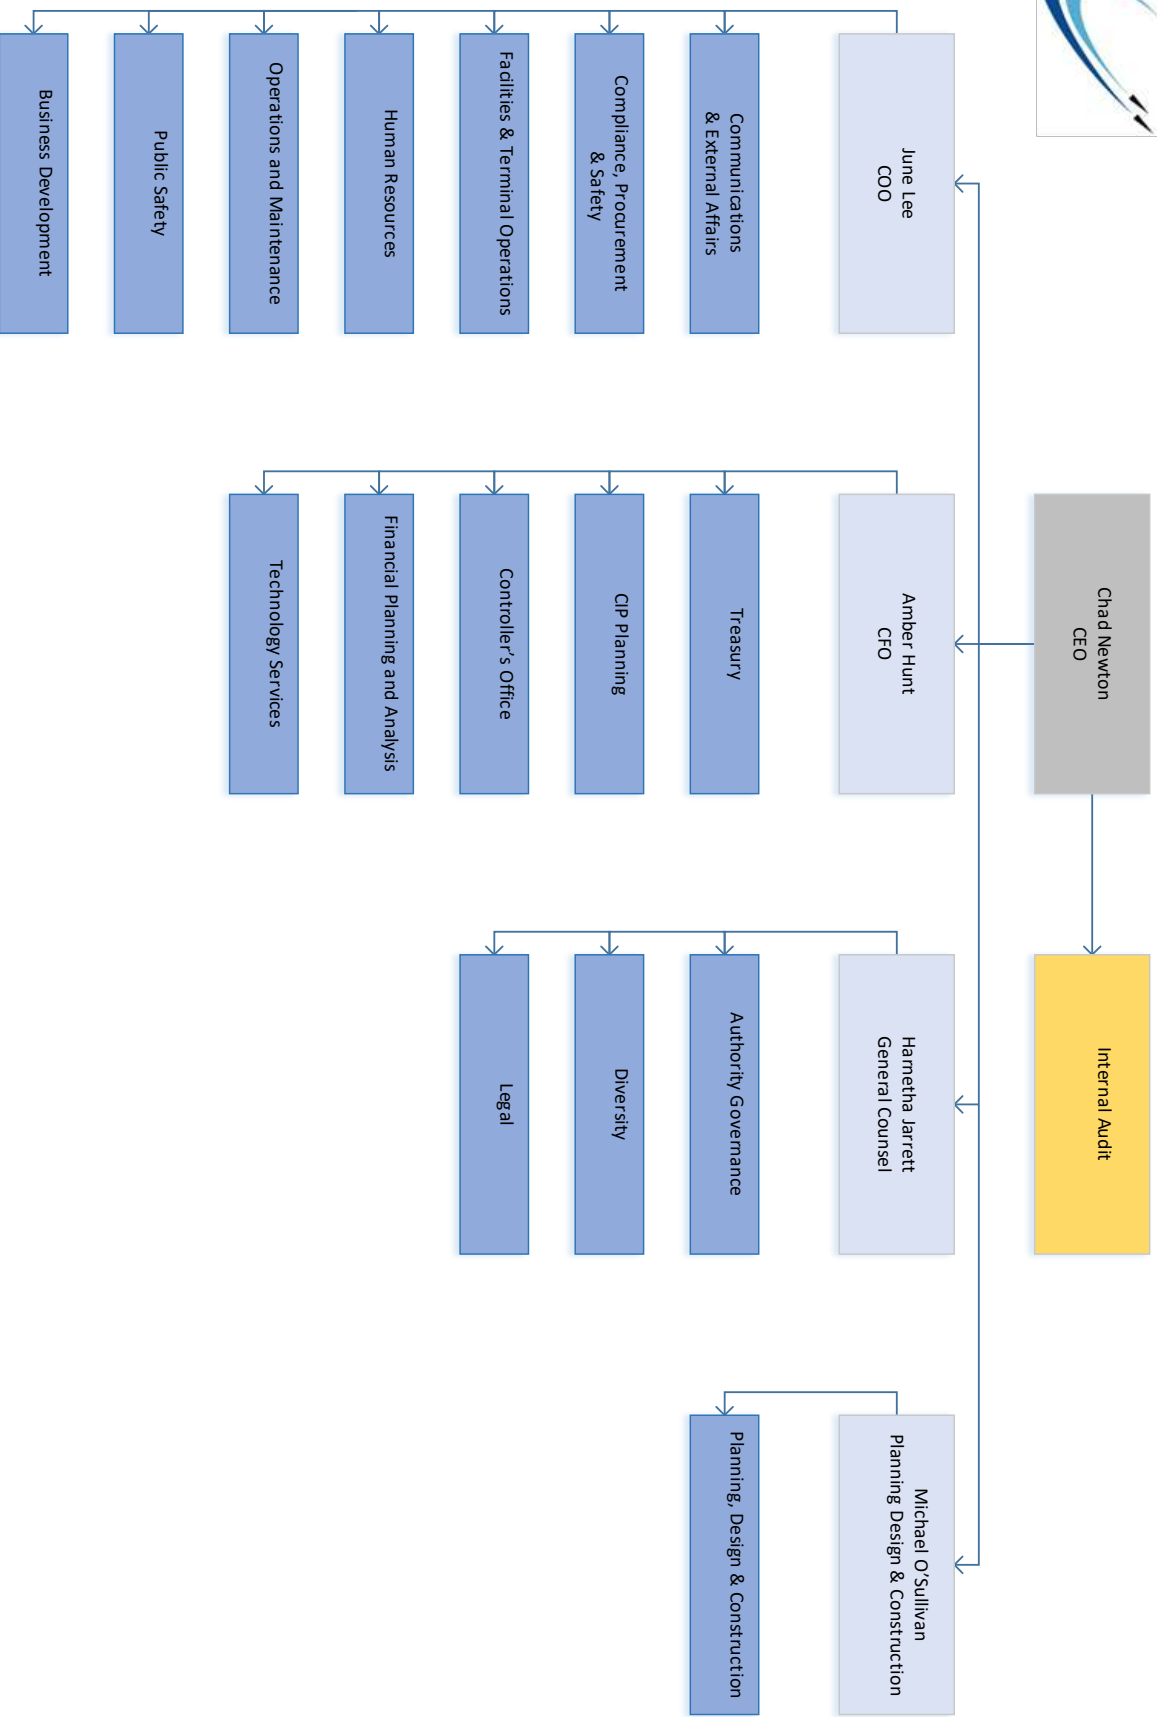 Chad Newton
CEO
Internal Audit
June Lee
COO
Communications
& External Affairs
Compliance, Procurement
& Safety
Facilities & Terminal Operations
Human Resources
Operations and Maintenance
Public Safety
Business Development
Amber Hunt
CFO
Treasury
CIP Planning
Controller’s Office
Financial Planning and Analysis
Technology Services
Harnetha Jarrett
General Counsel
Authority Governance
Diversity
Legal
Michael O’Sullivan
Planning Design & Construction
Planning, Design & Construction